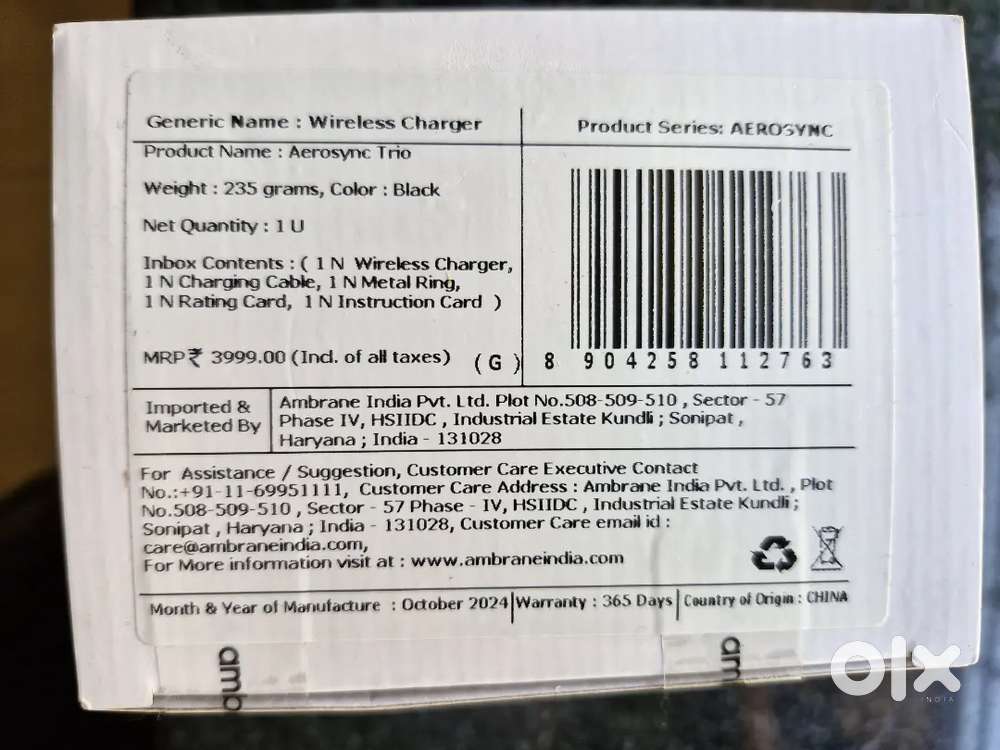 Generic Name : Wireless Charger
Product Series: AEROSYNC
Product Name : Aerosync Trio
Weight : 235 grams, Color : Black
Net Quantity : 1 U
Inbox Contents : ( 1 N Wireless Charger,
1 N Charging Cable, 1 N Metal Ring,
1 N Rating Card, 1 N Instruction Card )
MRP ₹ 3999.00 (Incl. of all taxes) ( G )
8 904258 112763
Imported &
Marketed By
Ambrane India Pvt. Ltd. Plot No.508-509-510 , Sector - 57
Phase IV, HSIIDC , Industrial Estate Kundli ; Sonipat ,
Haryana ; India - 131028
For Assistance / Suggestion, Customer Care Executive Contact
No.:+91-11-69951111, Customer Care Address : Ambrane India Pvt. Ltd. , Plot
No.508-509-510 , Sector - 57 Phase - IV, HSIIDC , Industrial Estate Kundli ;
Sonipat , Haryana ; India - 131028, Customer Care email id :
care@ambraneindia.com,
For More information visit at : www.ambraneindia.com
Month & Year of Manufacture : October 2024
Warranty : 365 Days
Country of Origin : CHINA
amb
am
olx
INDIA